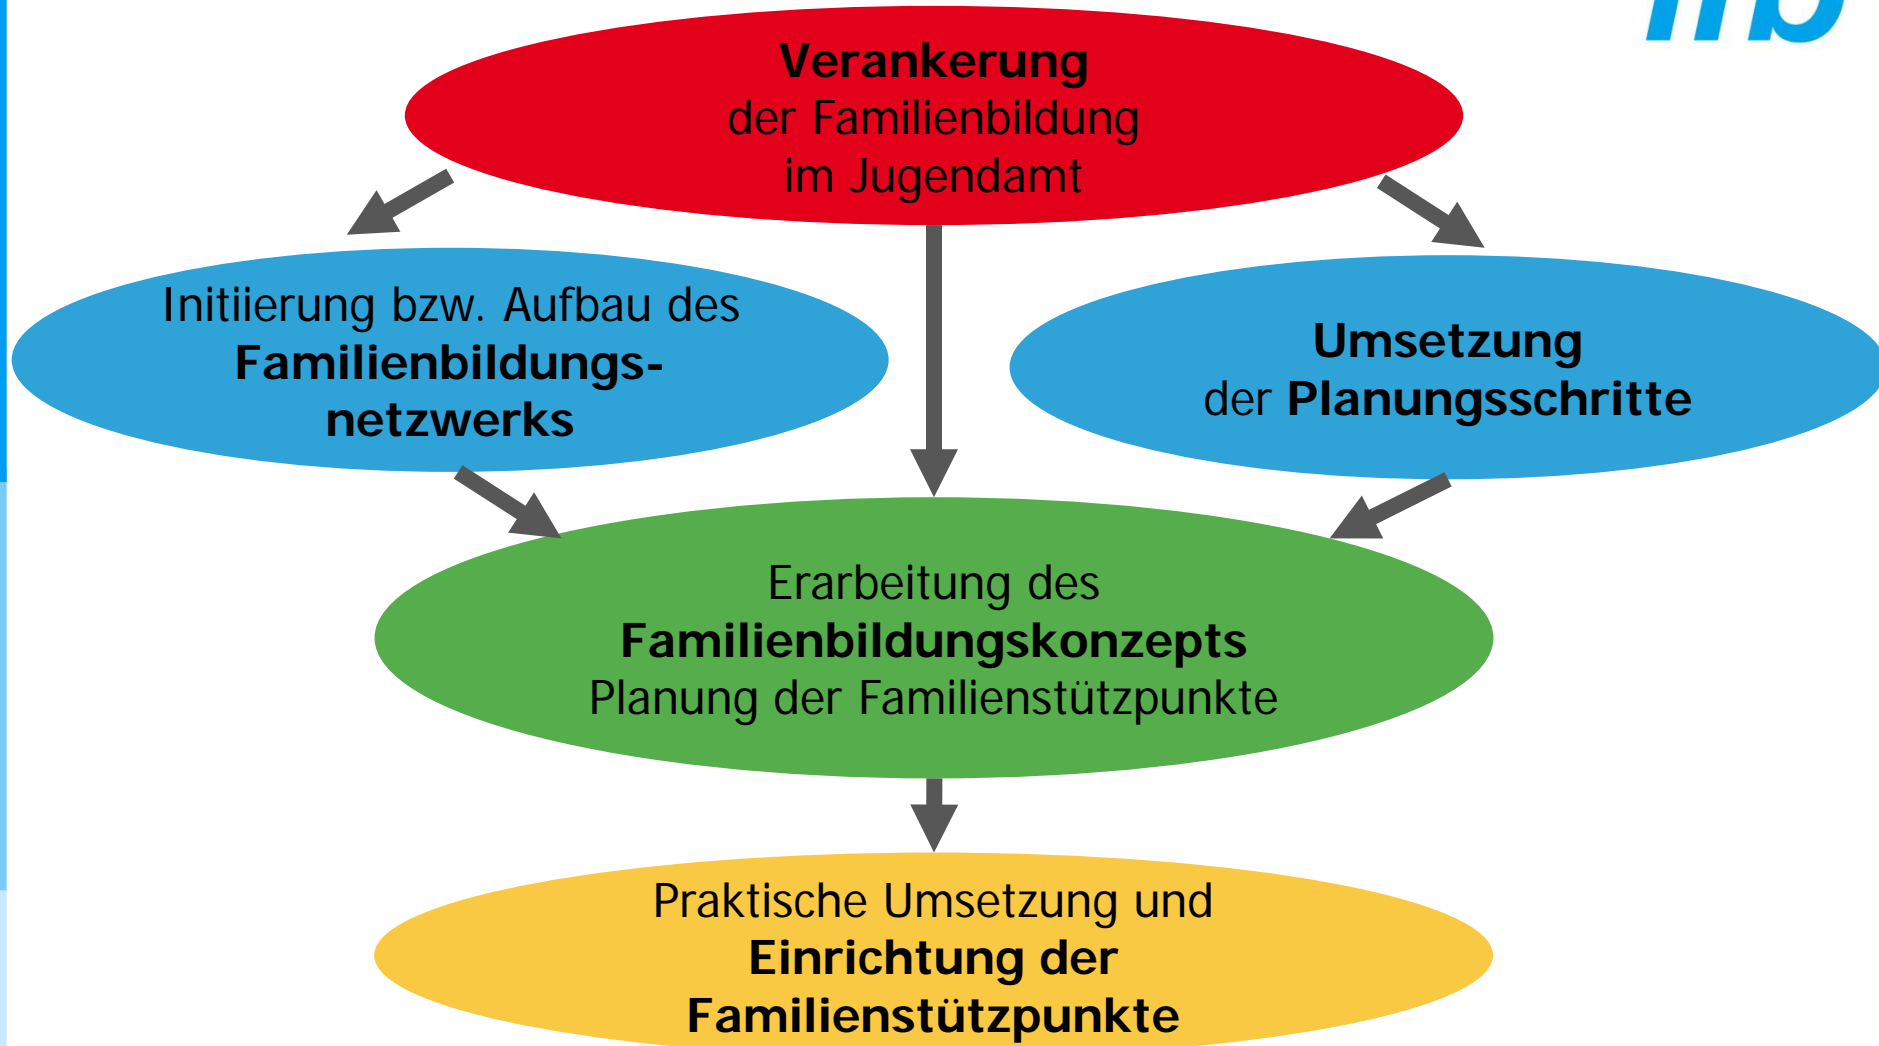 Verankerung
der Familienbildung
im Jugendamt
Initiierung bzw. Aufbau des
Familienbildungs-
netzwerks
Umsetzung
der Planungsschritte
Erarbeitung des
Familienbildungskonzepts
Planung der Familienstützpunkte
Praktische Umsetzung und
Einrichtung der
Familienstützpunkte